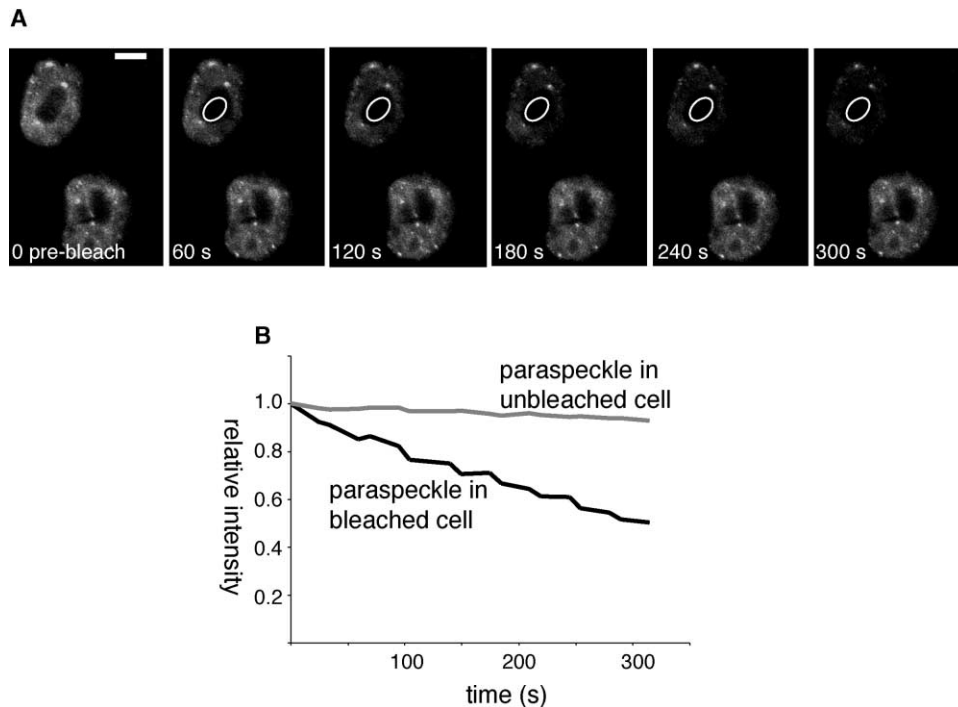 A
0 pre-bleach
60 s
120 s
180 s
240 s
300 s
B
paraspeckle in
unbleached cell
1.0
0.8
0.6
0.4
0.2
relative intensity
paraspeckle in
bleached cell
100
200
300
time (s)